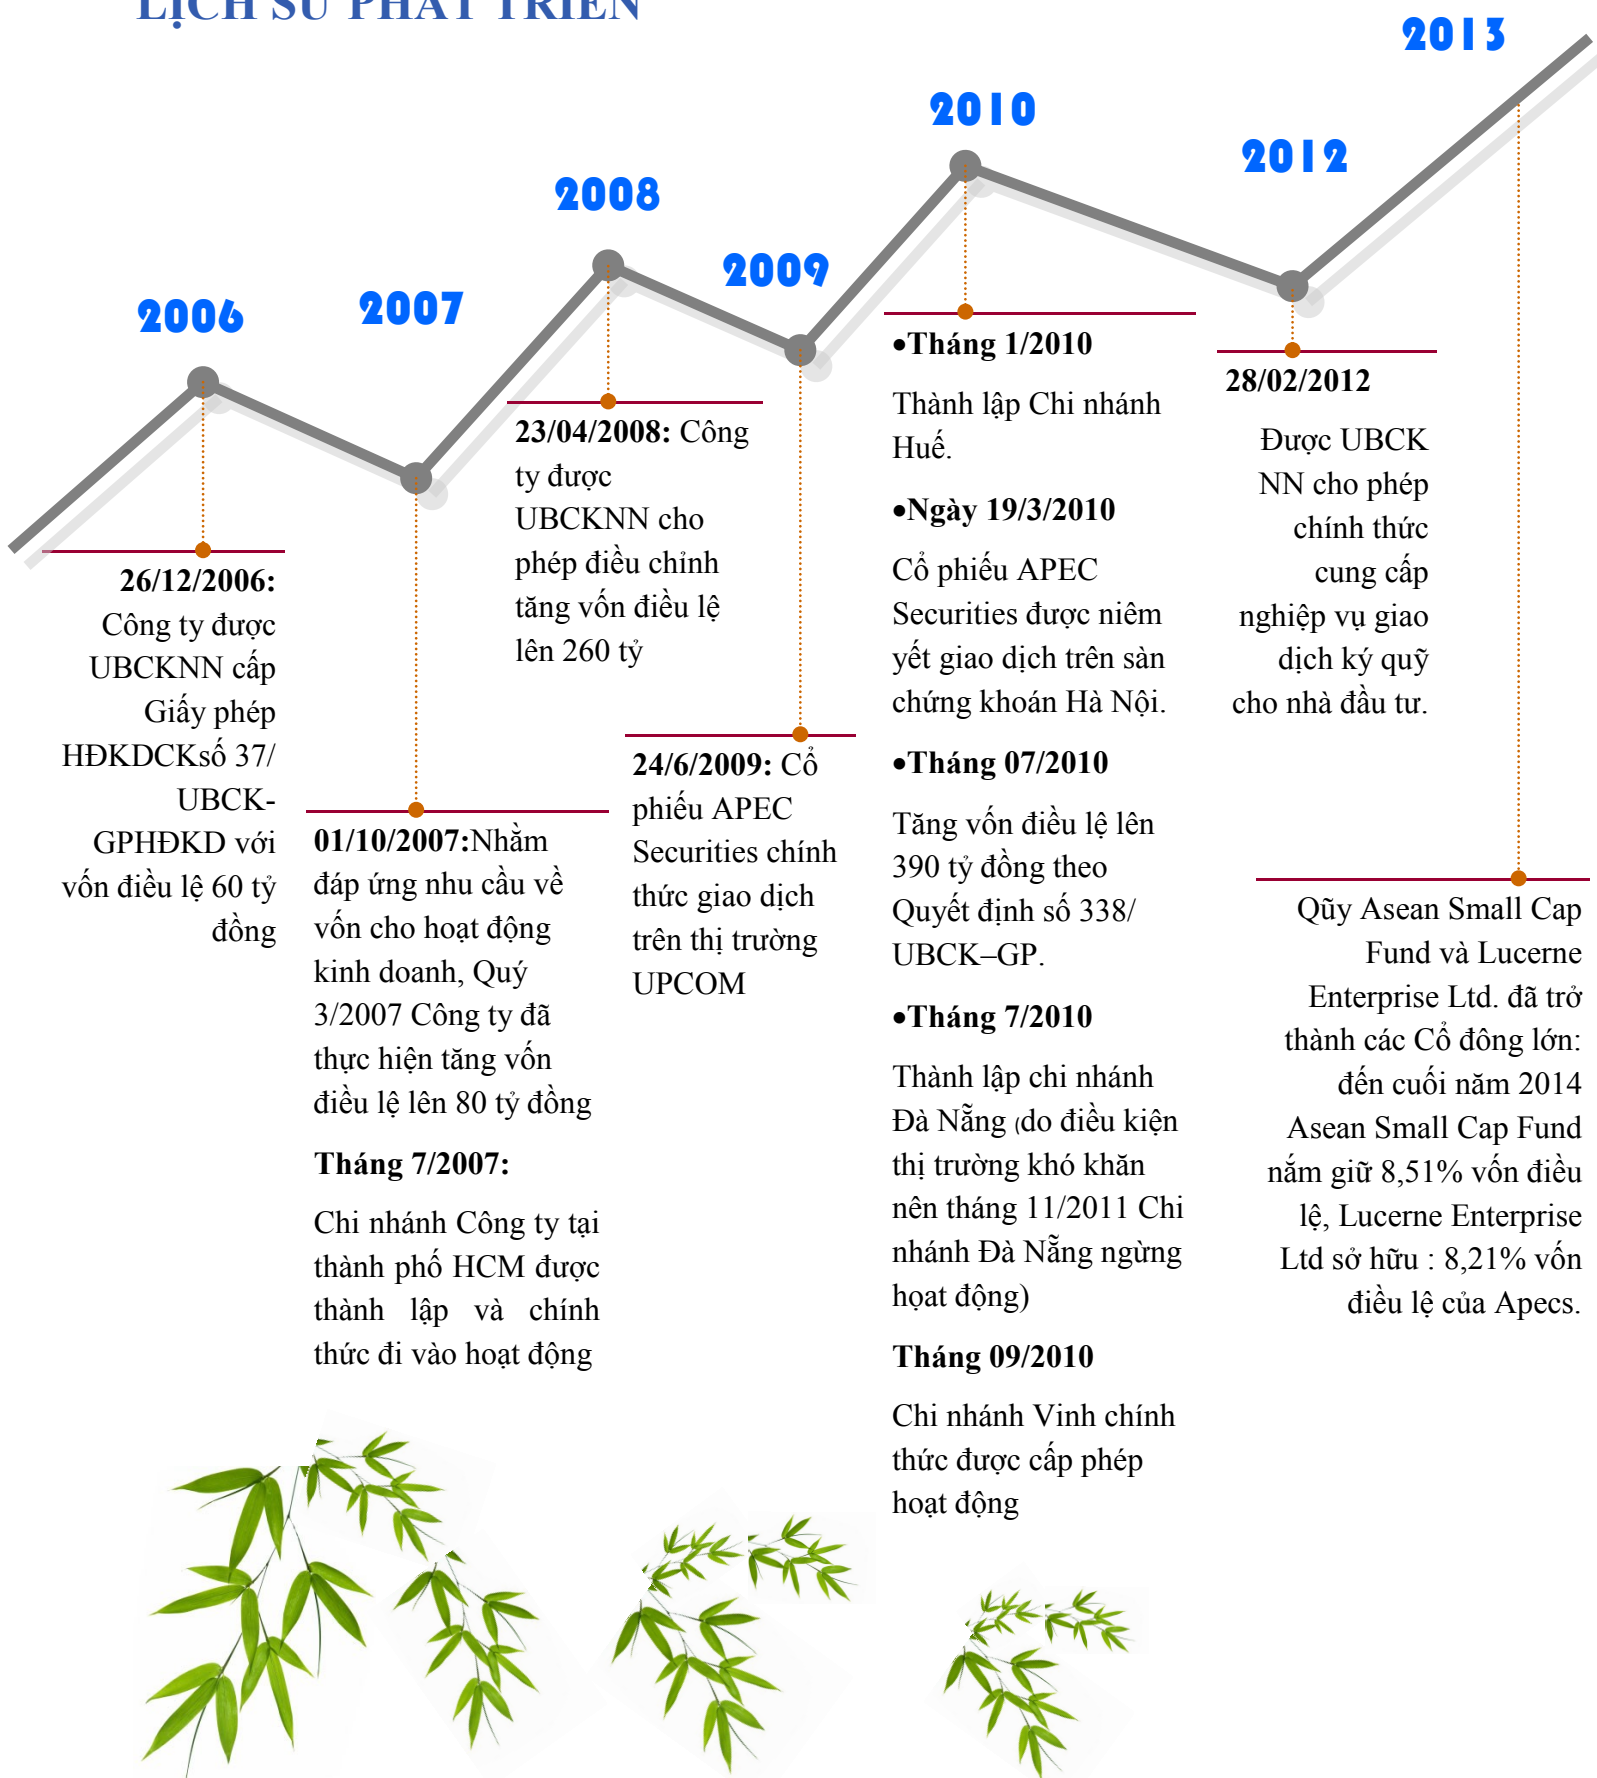 LỊCH SỬ PHÁT TRIỂN
2006
26/12/2006:
Công ty được
UBCKNN cấp
Giấy phép
HĐKDCKsố 37/
UBCK-
GPHĐKD với
vốn điều lệ 60 tỷ
đồng
2007
01/10/2007:Nhằm
đáp ứng nhu cầu về
vốn cho hoạt động
kinh doanh, Quý
3/2007 Công ty đã
thực hiện tăng vốn
điều lệ lên 80 tỷ đồng
Tháng 7/2007:
Chi nhánh Công ty tại
thành phố HCM được
thành lập và chính
thức đi vào hoạt động
2008
23/04/2008: Công
ty được
UBCKNN cho
phép điều chỉnh
tăng vốn điều lệ
lên 260 tỷ
2009
24/6/2009: Cổ
phiếu APEC
Securities chính
thức giao dịch
trên thị trường
UPCOM
2010
•Tháng 1/2010
Thành lập Chi nhánh
Huế.
•Ngày 19/3/2010
Cổ phiếu APEC
Securities được niêm
yết giao dịch trên sàn
chứng khoán Hà Nội.
•Tháng 07/2010
Tăng vốn điều lệ lên
390 tỷ đồng theo
Quyết định số 338/
UBCK–GP.
•Tháng 7/2010
Thành lập chi nhánh
Đà Nẵng (do điều kiện
thị trường khó khăn
nên tháng 11/2011 Chi
nhánh Đà Nẵng ngừng
họat động)
Tháng 09/2010
Chi nhánh Vinh chính
thức được cấp phép
hoạt động
2012
28/02/2012
Được UBCK
NN cho phép
chính thức
cung cấp
nghiệp vụ giao
dịch ký quỹ
cho nhà đầu tư.
2013
Qũy Asean Small Cap
Fund và Lucerne
Enterprise Ltd. đã trở
thành các Cổ đông lớn:
đến cuối năm 2014
Asean Small Cap Fund
nắm giữ 8,51% vốn điều
lệ, Lucerne Enterprise
Ltd sở hữu : 8,21% vốn
điều lệ của Apecs.